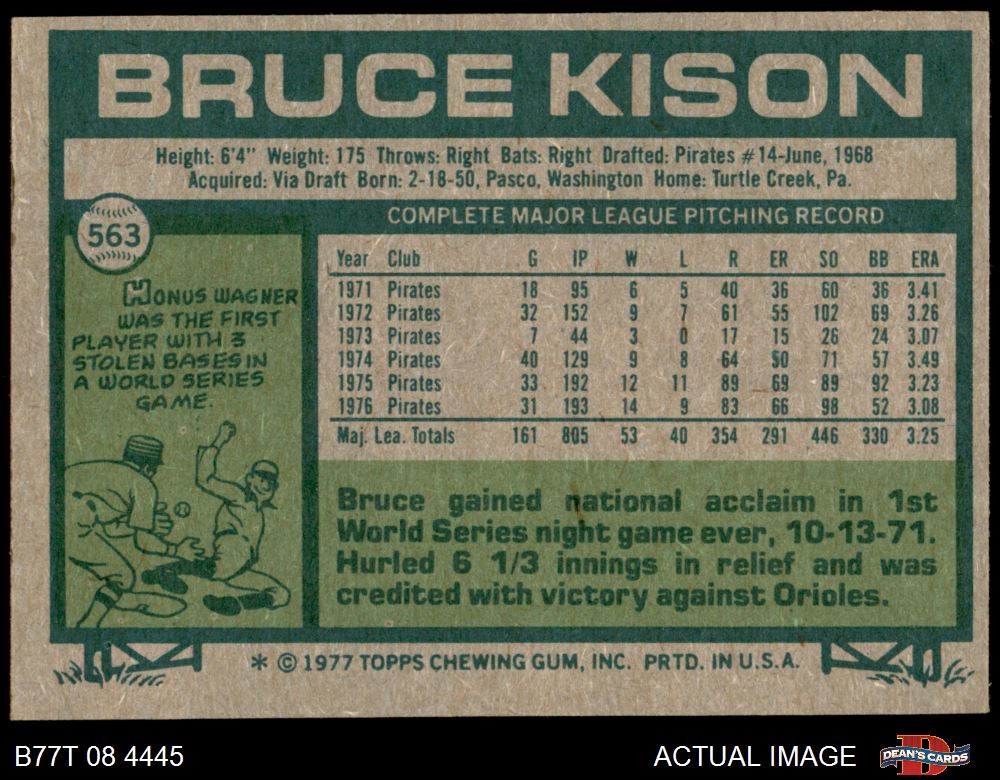 BRUCE KISON
Height: 6'4" Weight: 175 Throws: Right Bats: Right Drafted: Pirates #14-June, 1968
Acquired: Via Draft Born: 2-18-50, Pasco, Washington Home: Turtle Creek, Pa.
563
HONUS WAGNER
WAS THE FIRST
PLAYER WITH 3
STOLEN BASES IN
A WORLD SERIES
GAME.
COMPLETE MAJOR LEAGUE PITCHING RECORD
Year Club G IP W L R ER SO BB ERA
1971 Pirates 18 95 6 5 40 36 60 36 3.41
1972 Pirates 32 152 9 7 61 55 102 69 3.26
1973 Pirates 7 44 3 0 17 15 26 24 3.07
1974 Pirates 40 129 9 8 64 50 71 57 3.49
1975 Pirates 33 192 12 11 89 69 89 92 3.23
1976 Pirates 31 193 14 9 83 66 98 52 3.08
Maj. Lea. Totals 161 805 53 40 354 291 446 330 3.25
Bruce gained national acclaim in 1st
World Series night game ever, 10-13-71.
Hurled 6 1/3 innings in relief and was
credited with victory against Orioles.
* © 1977 TOPPS CHEWING GUM, INC. PRTD. IN U.S.A.
B77T 08 4445
ACTUAL IMAGE
DEAN'S CARDS